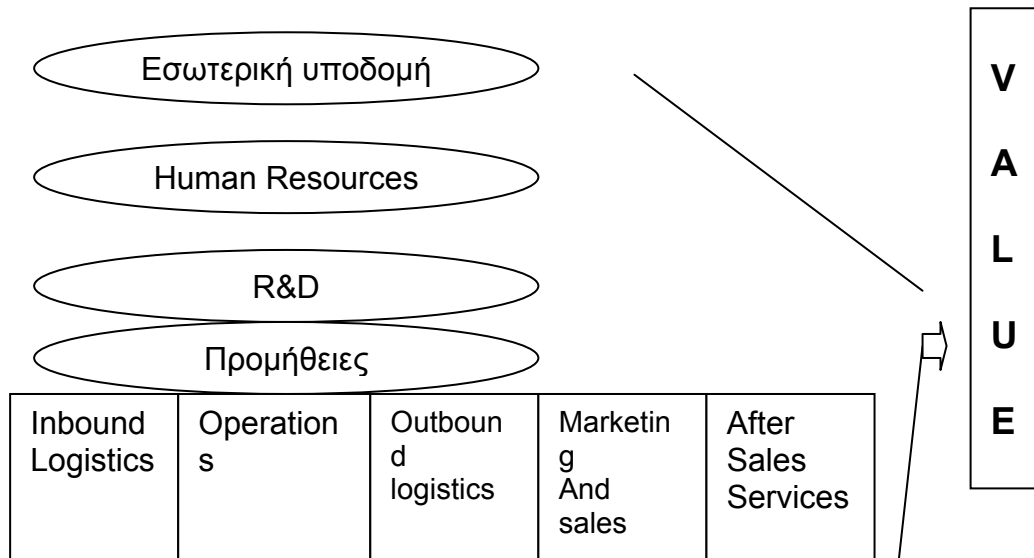 Εσωτερική υποδομή
Human Resources
R&D
Προμήθειες
Inbound
Logistics
Operation
s
Outboun
d
logistics
Marketin
g
And
sales
After
Sales
Services
V
A
L
U
E